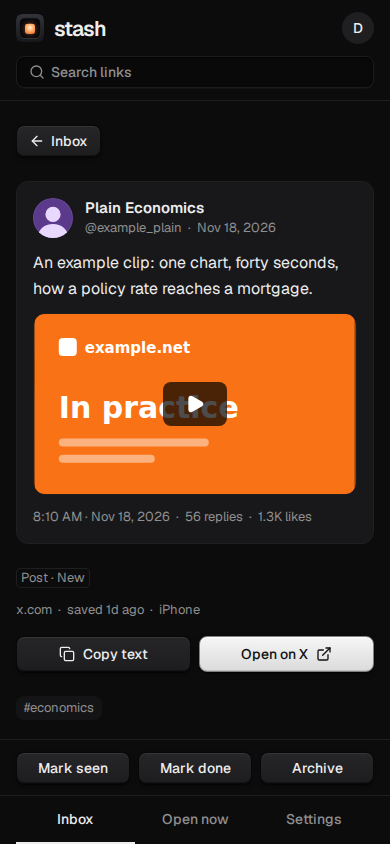 stash
D
Search links
Inbox
Plain Economics
@example_plain · Nov 18, 2026
An example clip: one chart, forty seconds,
how a policy rate reaches a mortgage.
example.net
In practice
8:10 AM · Nov 18, 2026 · 56 replies · 1.3K likes
Post · New
x.com · saved 1d ago · iPhone
Copy text
Open on X
#economics
Mark seen
Mark done
Archive
Inbox
Open now
Settings